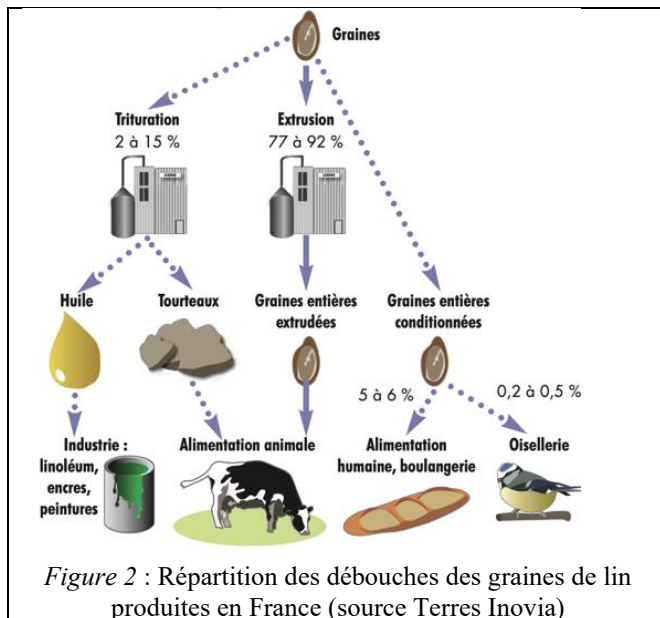 Graines
Trituration
2 à 15 %
Extrusion
77 à 92 %
Huile
Tourteaux
Graines entières
extrudées
Graines entières
conditionnées
5 à 6 %
0,2 à 0,5 %
Industrie :
linoléum,
encres,
peintures
Alimentation animale
Alimentation
humaine, boulangerie
Oisellerie
Figure 2 : Répartition des débouches des graines de lin
produites en France (source Terres Inovia)